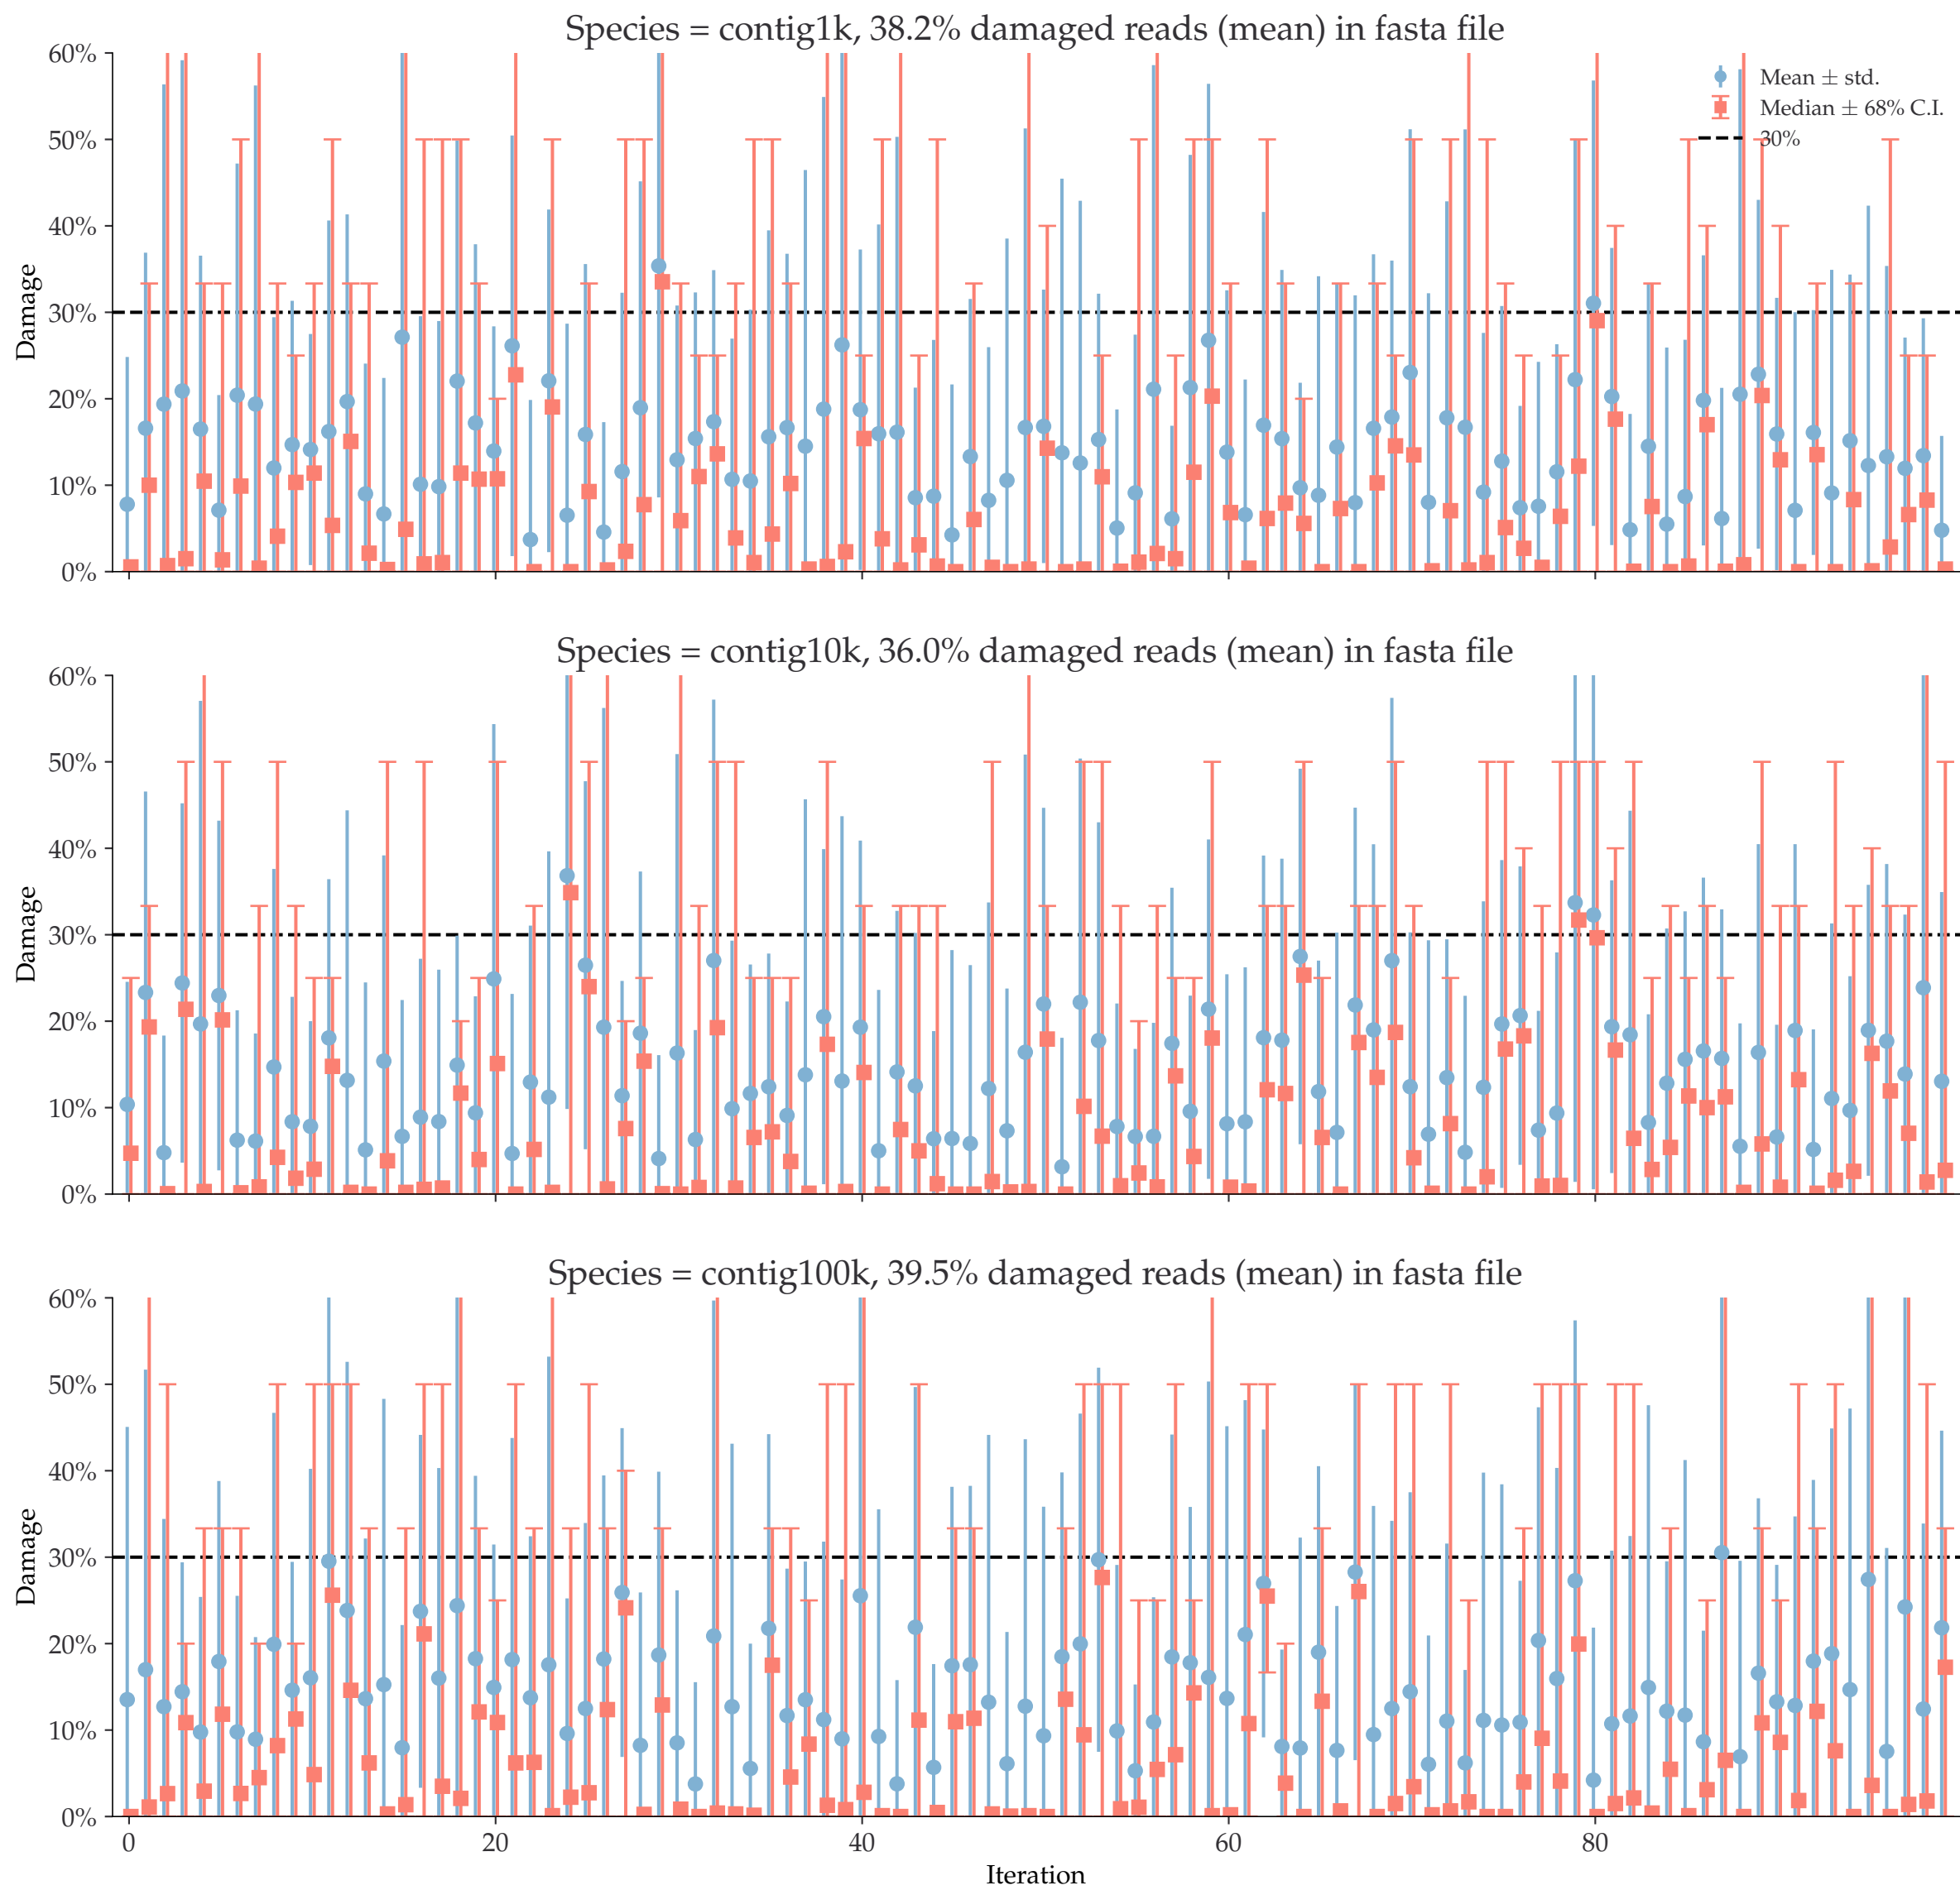 Species = contig1k, 38.2% damaged reads (mean) in fasta file
60%
50%
40%
30%
20%
10%
0%
Damage
Mean ± std.
Median ± 68% C.I.
30%
Species = contig10k, 36.0% damaged reads (mean) in fasta file
60%
50%
40%
30%
20%
10%
0%
Damage
Species = contig100k, 39.5% damaged reads (mean) in fasta file
60%
50%
40%
30%
20%
10%
0%
Damage
0 20 40 60 80
Iteration